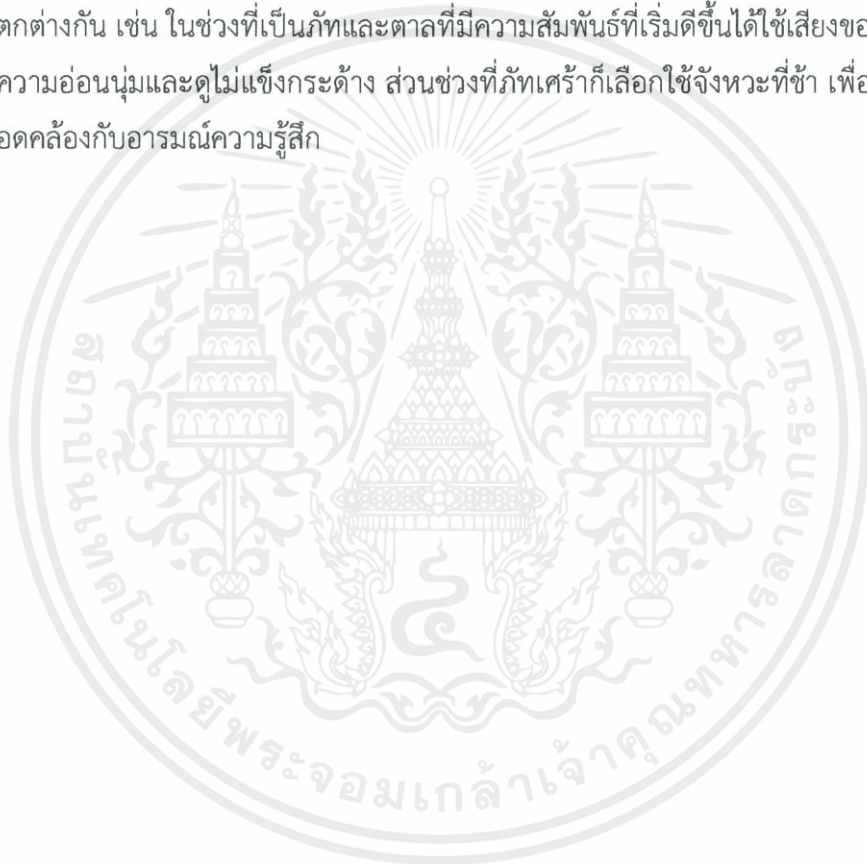 ตกต่างกัน เช่น ในช่วงที่เป็นภัทและตาลที่มีความสัมพันธ์ที่เริ่มดีขึ้นได้ใช้เสียงขอ
ความอ่อนนุ่มและดูไม่แข็งกระด้าง ส่วนช่วงที่ภัทเศร้าก็เลือกใช้จังหวะที่ช้า เพื่อ
อดคล้องกับอารมณ์ความรู้สึก
สถาบันเทคโนโลยีพระจอมเกล้าเจ้าคุณทหารลาดกระบัง
๔